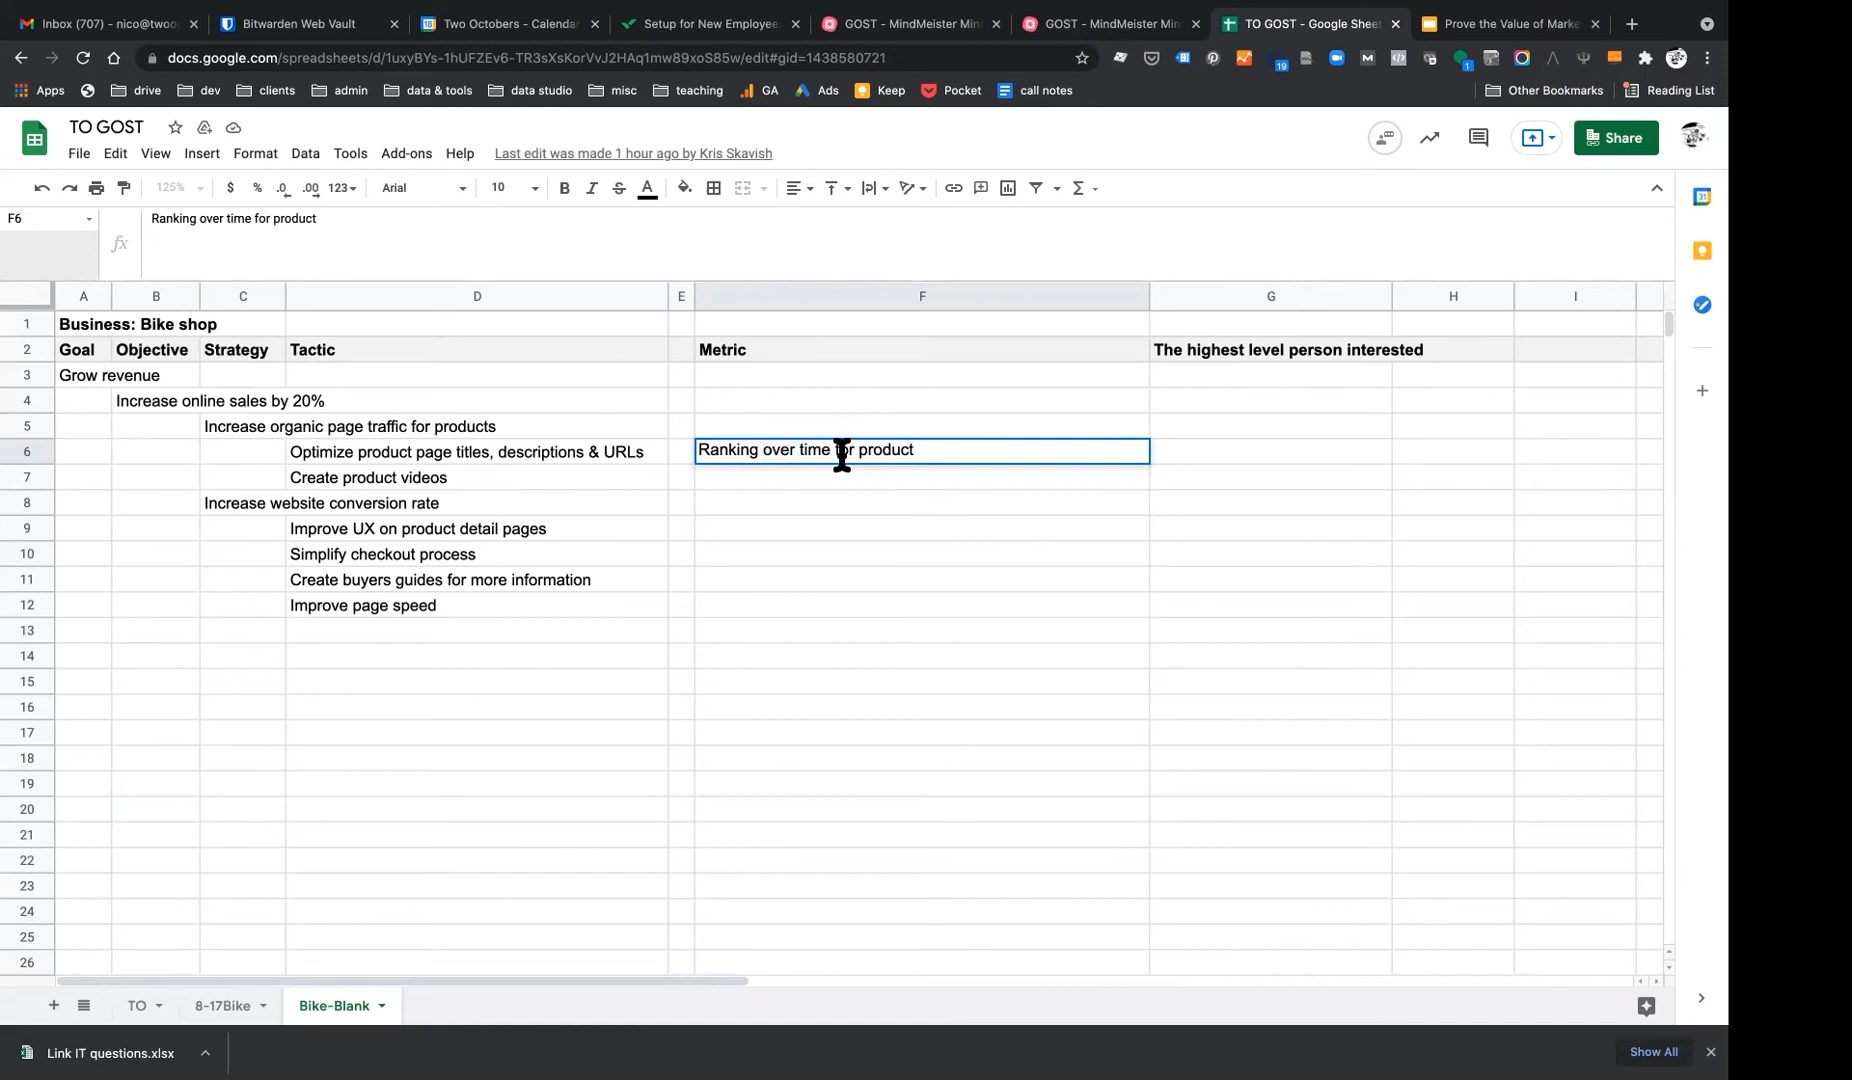 Inbox (707) - nico@twoo
Bitwarden Web Vault
Two Octobers - Calenda
Setup for New Employee
GOST - MindMeister Min
GOST - MindMeister Min
TO GOST - Google Sheet
Prove the Value of Marke
docs.google.com/spreadsheets/d/1uxyBYs-1hUFZEv6-TR3sXsKorVvJ2HAq1mw89xoS85w/edit#gid=1438580721
19
1
Apps
drive
dev
clients
admin
data & tools
data studio
misc
teaching
GA
Ads
Keep
Pocket
call notes
Other Bookmarks
Reading List
TO GOST
File Edit View Insert Format Data Tools Add-ons Help
Last edit was made 1 hour ago by Kris Skavish
Share
125% $ % .0 .00 123 Arial 10 B I S A
31
F6
Ranking over time for product
fx
A B C D E F G H I
1 Business: Bike shop
2 Goal Objective Strategy Tactic Metric The highest level person interested
3 Grow revenue
4 Increase online sales by 20%
5 Increase organic page traffic for products
6 Optimize product page titles, descriptions & URLs Ranking over time for product
7 Create product videos
8 Increase website conversion rate
9 Improve UX on product detail pages
10 Simplify checkout process
11 Create buyers guides for more information
12 Improve page speed
13
14
15
16
17
18
19
20
21
22
23
24
25
26
TO 8-17Bike Bike-Blank
Link IT questions.xlsx
Show All